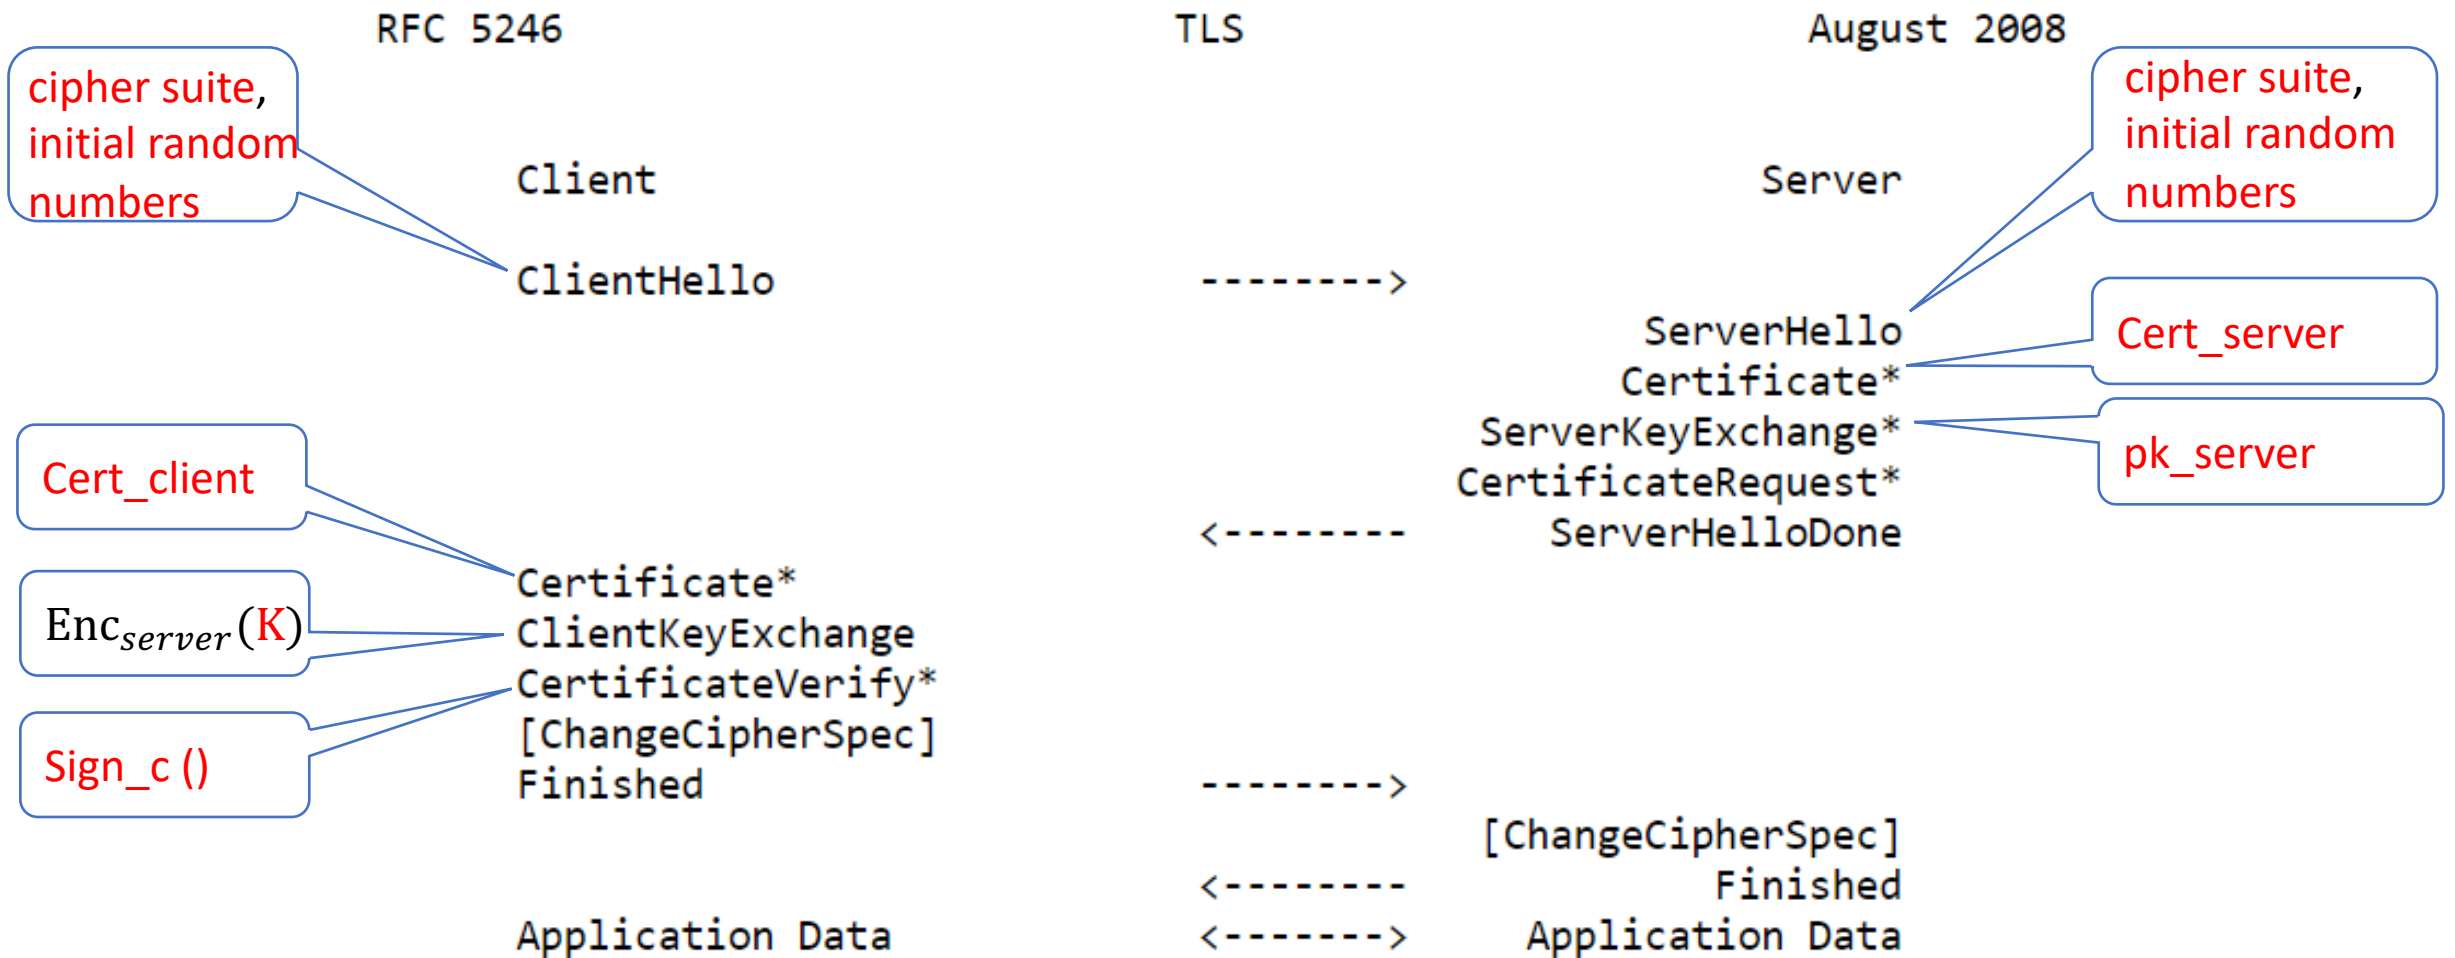 RFC 5246 TLS August 2008
cipher suite,
initial random
numbers
cipher suite,
initial random
numbers
Client Server
ClientHello -------->
ServerHello
Cert_server
Certificate*
ServerKeyExchange*
pk_server
Cert_client
CertificateRequest*
<-------- ServerHelloDone
Certificate*
Enc_server(K)
ClientKeyExchange
CertificateVerify*
[ChangeCipherSpec]
Sign_c ()
Finished -------->
[ChangeCipherSpec]
<-------- Finished
Application Data <-------> Application Data